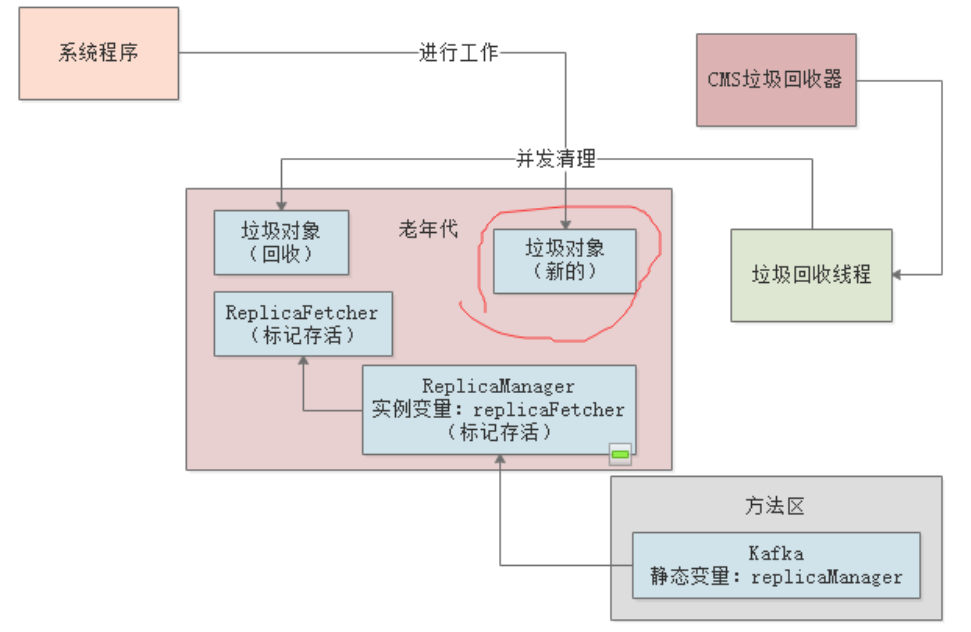 系统程序
进行工作
CMS垃圾回收器
并发清理
垃圾对象
（回收）
老年代
垃圾对象
（新的）
垃圾回收线程
ReplicaFetcher
（标记存活）
ReplicaManager
实例变量：replicaFetcher
（标记存活）
方法区
Kafka
静态变量：replicaManager